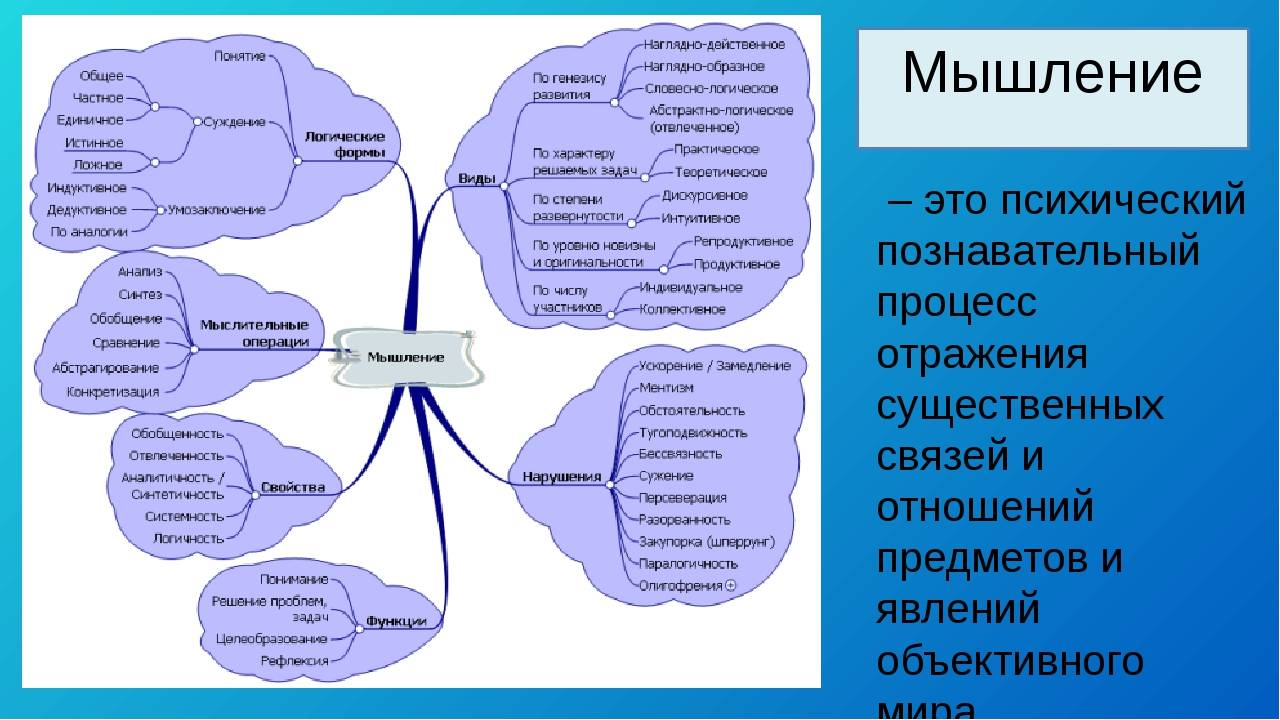 Мышление
– это психический
познавательный
процесс
отражения
существенных
связей и
отношений
предметов и
явлений
объективного
мира
Мышление
Логические
формы
Понятие
Суждение
Общее
Частное
Единичное
Истинное
Ложное
Умозаключение
Индуктивное
Дедуктивное
По аналогии
Мыслительные
операции
Анализ
Синтез
Обобщение
Сравнение
Абстрагирование
Конкретизация
Свойства
Обобщенность
Отвлеченность
Аналитичность /
Синтетичность
Системность
Логичность
Функции
Понимание
Решение проблем,
задач
Целеобразование
Рефлексия
Виды
По генезису
развития
Наглядно-действенное
Наглядно-образное
Словесно-логическое
Абстрактно-логическое
(отвлеченное)
По характеру
решаемых задач
Практическое
Теоретическое
По степени
развернутости
Дискурсивное
Интуитивное
По уровню новизны
и оригинальности
Репродуктивное
Продуктивное
По числу
участников
Индивидуальное
Коллективное
Нарушения
Ускорение / Замедление
Ментизм
Обстоятельность
Тугоподвижность
Бессвязность
Сужение
Персеверация
Разорванность
Закупорка (шперрунг)
Паралогичность
Олигофрения